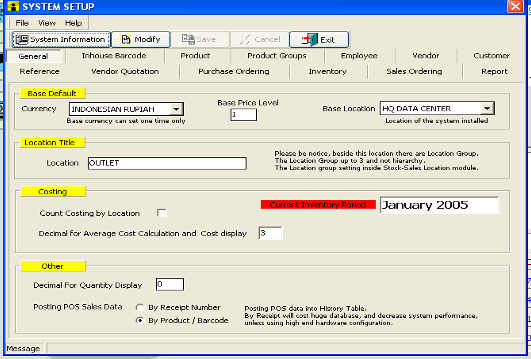 SYSTEM SETUP
File View Help
System Information Modify Save Cancel Exit
General Inhouse Barcode Product Product Groups Employee Vendor Customer
Reference Vendor Quotation Purchase Ordering Inventory Sales Ordering Report
Base Default
Currency INDONESIAN RUPIAH Base Price Level 1 Base Location HQ DATA CENTER
Base currency can set one time only Location of the system installed
Location Title
Location OUTLET
Please be notice, beside this location there are Location Group.
The Location Group up to 3 and not hierarchy.
The Location group setting inside Stock-Sales Location module.
Costing
Count Costing by Location Current Inventory Period January 2005
Decimal for Average Cost Calculation and Cost display 3
Other
Decimal For Quantity Display 0
Posting POS Sales Data By Receipt Number
By Product / Barcode
Posting POS data into History Table.
By Receipt will cost huge database, and decrease system performance,
unless using high end hardware configuration.
Message